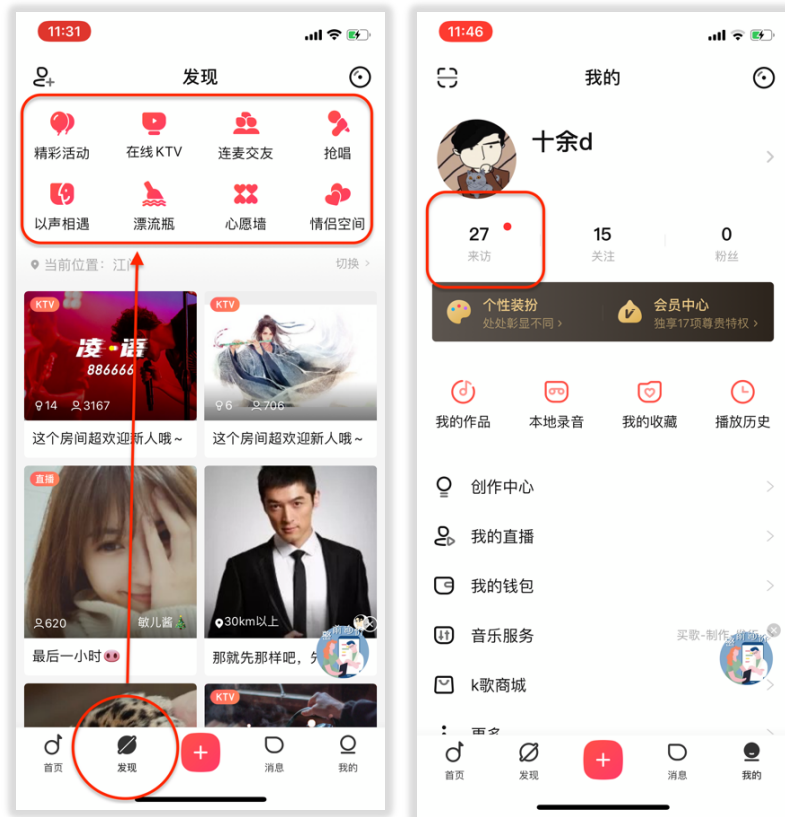 11:31
发现
精彩活动 在线KTV 连麦交友 抢唱
以声相遇 漂流瓶 心愿墙 情侣空间
当前位置：江门 切换 >
KTV
凌·语
886666
14 3167
这个房间超欢迎新人哦~
KTV
6 2706
这个房间超欢迎新人哦~
直播
620 敏儿酱
最后一小时
30km以上
那就先那样吧，
KTV
首页 发现 消息 我的
11:46
我的
十余d
27 15 0
来访 关注 粉丝
个性装扮
处处彰显不同 >
会员中心
独享17项尊贵特权 >
我的作品 本地录音 我的收藏 播放历史
创作中心
我的直播
我的钱包
音乐服务 买歌-制作
k歌商城
更多
首页 发现 消息 我的